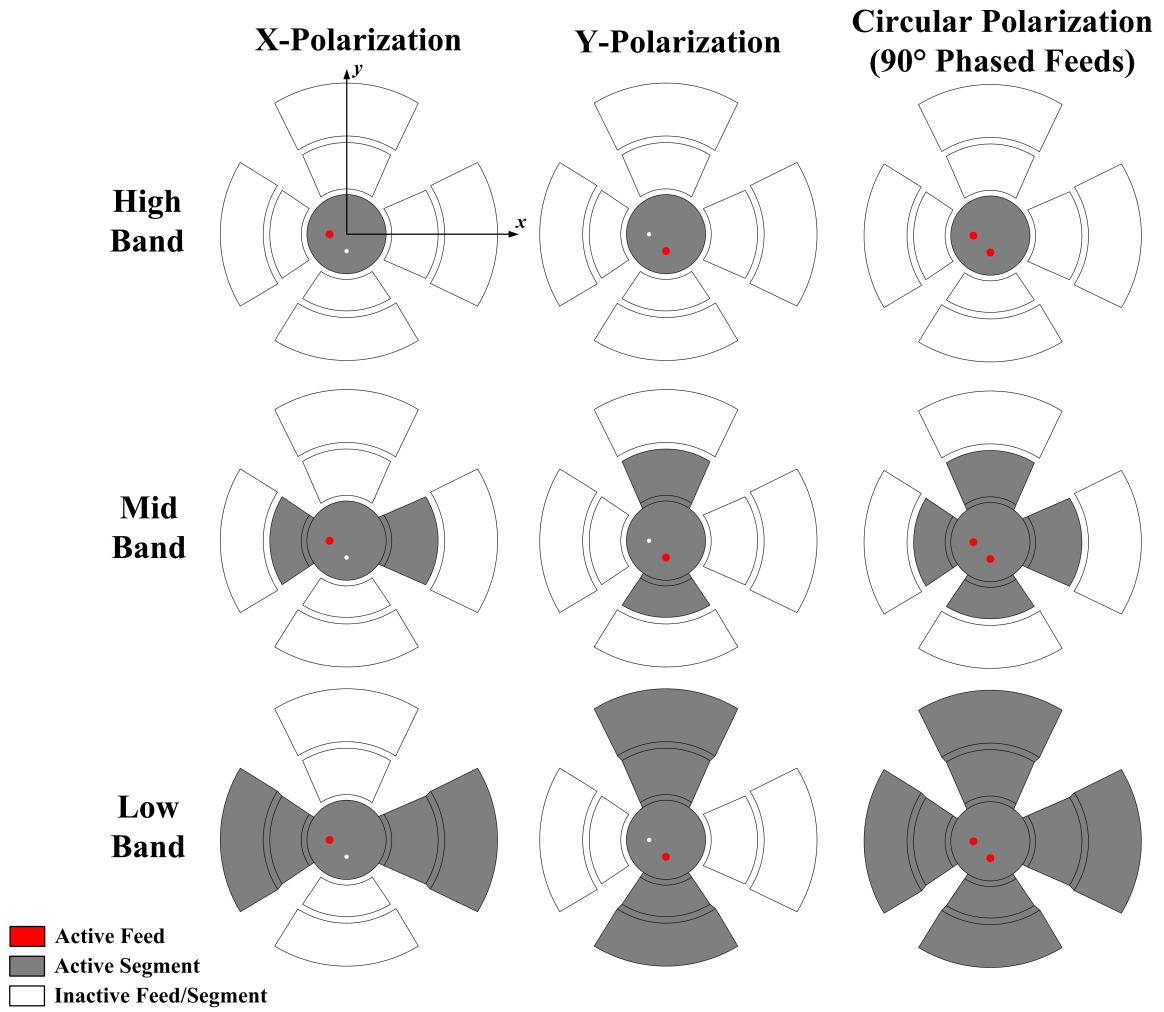 X-Polarization
Y-Polarization
Circular Polarization
(90° Phased Feeds)
y
x
High
Band
Mid
Band
Low
Band
Active Feed
Active Segment
Inactive Feed/Segment